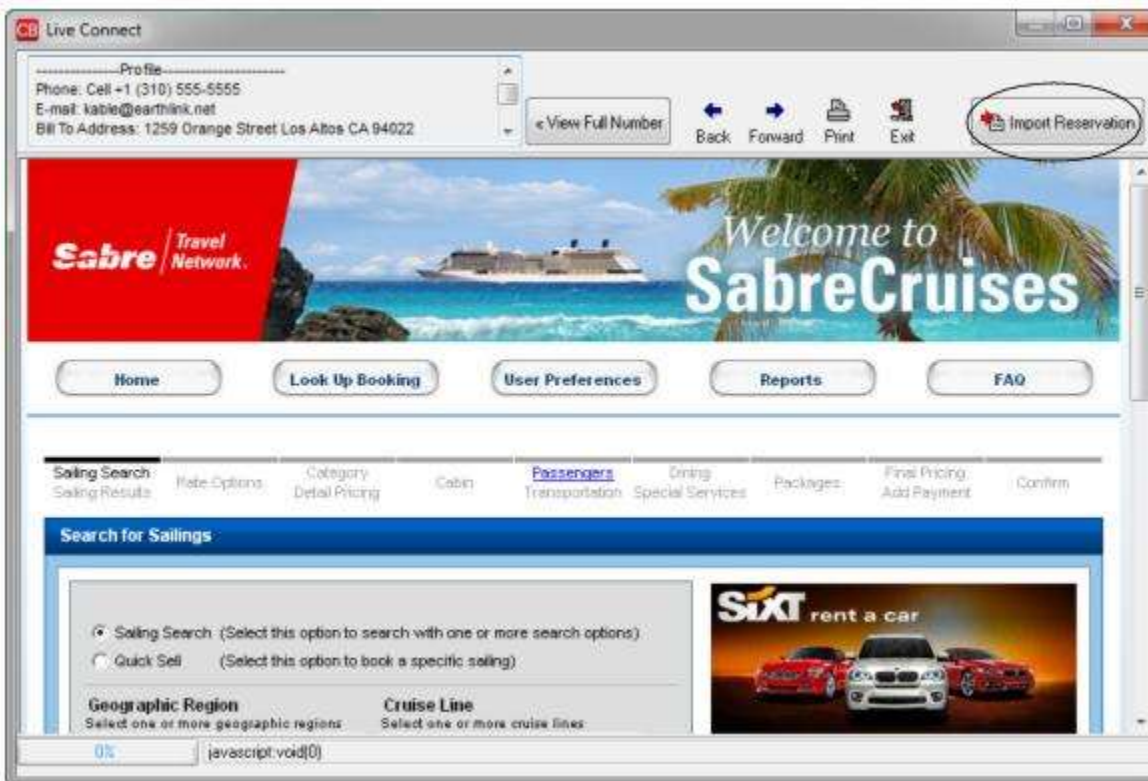 CB Live Connect
----------------Profile-----------------------
Phone: Cell +1 (310) 555-5555
E-mail: kable@earthlink.net
Bill To Address: 1259 Orange Street Los Altos CA 94022
« View Full Number
Back Forward Print Exit
Import Reservation
Sabre Travel Network.
Welcome to
SabreCruises
Home Look Up Booking User Preferences Reports FAQ
Sailing Search Rate Options Category Cabin Passengers Dining Packages Final Pricing Confirm
Sailing Results Detail Pricing Transportation Special Services Add Payment
Search for Sailings
Sailing Search (Select this option to search with one or more search options)
Quick Sell (Select this option to book a specific sailing)
SiXT rent a car
Geographic Region Cruise Line
Select one or more geographic regions Select one or more cruise lines
0% javascript:void(0)